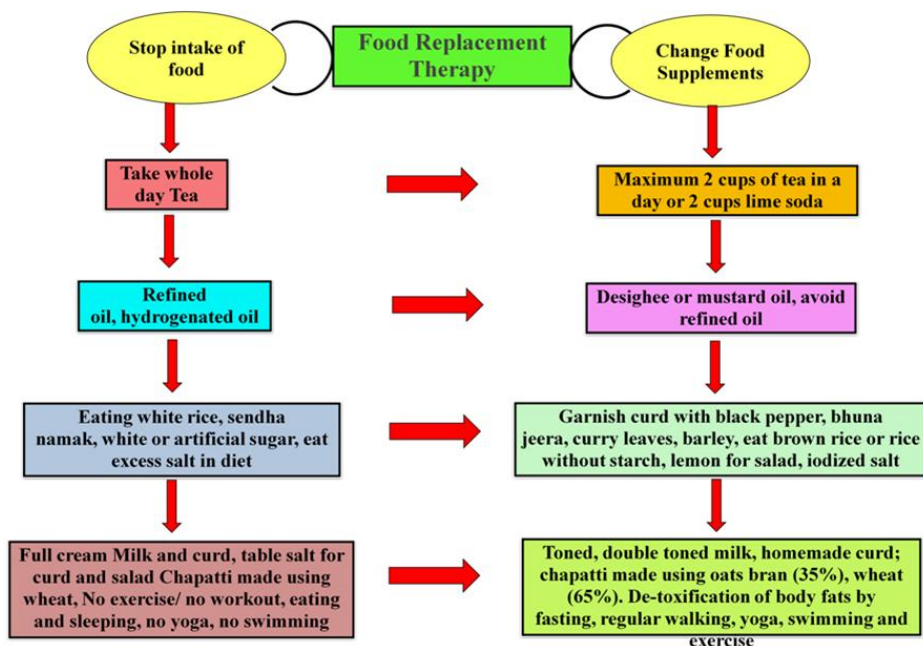 Stop intake of
food
Food Replacement
Therapy
Change Food
Supplements
Take whole
day Tea
Maximum 2 cups of tea in a
day or 2 cups lime soda
Refined
oil, hydrogenated oil
Desighee or mustard oil, avoid
refined oil
Eating white rice, sendha
namak, white or artificial sugar, eat
excess salt in diet
Garnish curd with black pepper, bhuna
jeera, curry leaves, barley, eat brown rice or rice
without starch, lemon for salad, iodized salt
Full cream Milk and curd, table salt for
curd and salad Chapatti made using
wheat, No exercise/ no workout, eating
and sleeping, no yoga, no swimming
Toned, double toned milk, homemade curd;
chapatti made using oats bran (35%), wheat
(65%). De-toxification of body fats by
fasting, regular walking, yoga, swimming and
exercise